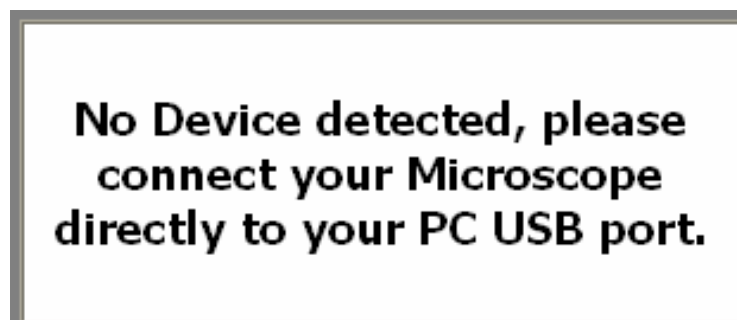 No Device detected, please
connect your Microscope
directly to your PC USB port.